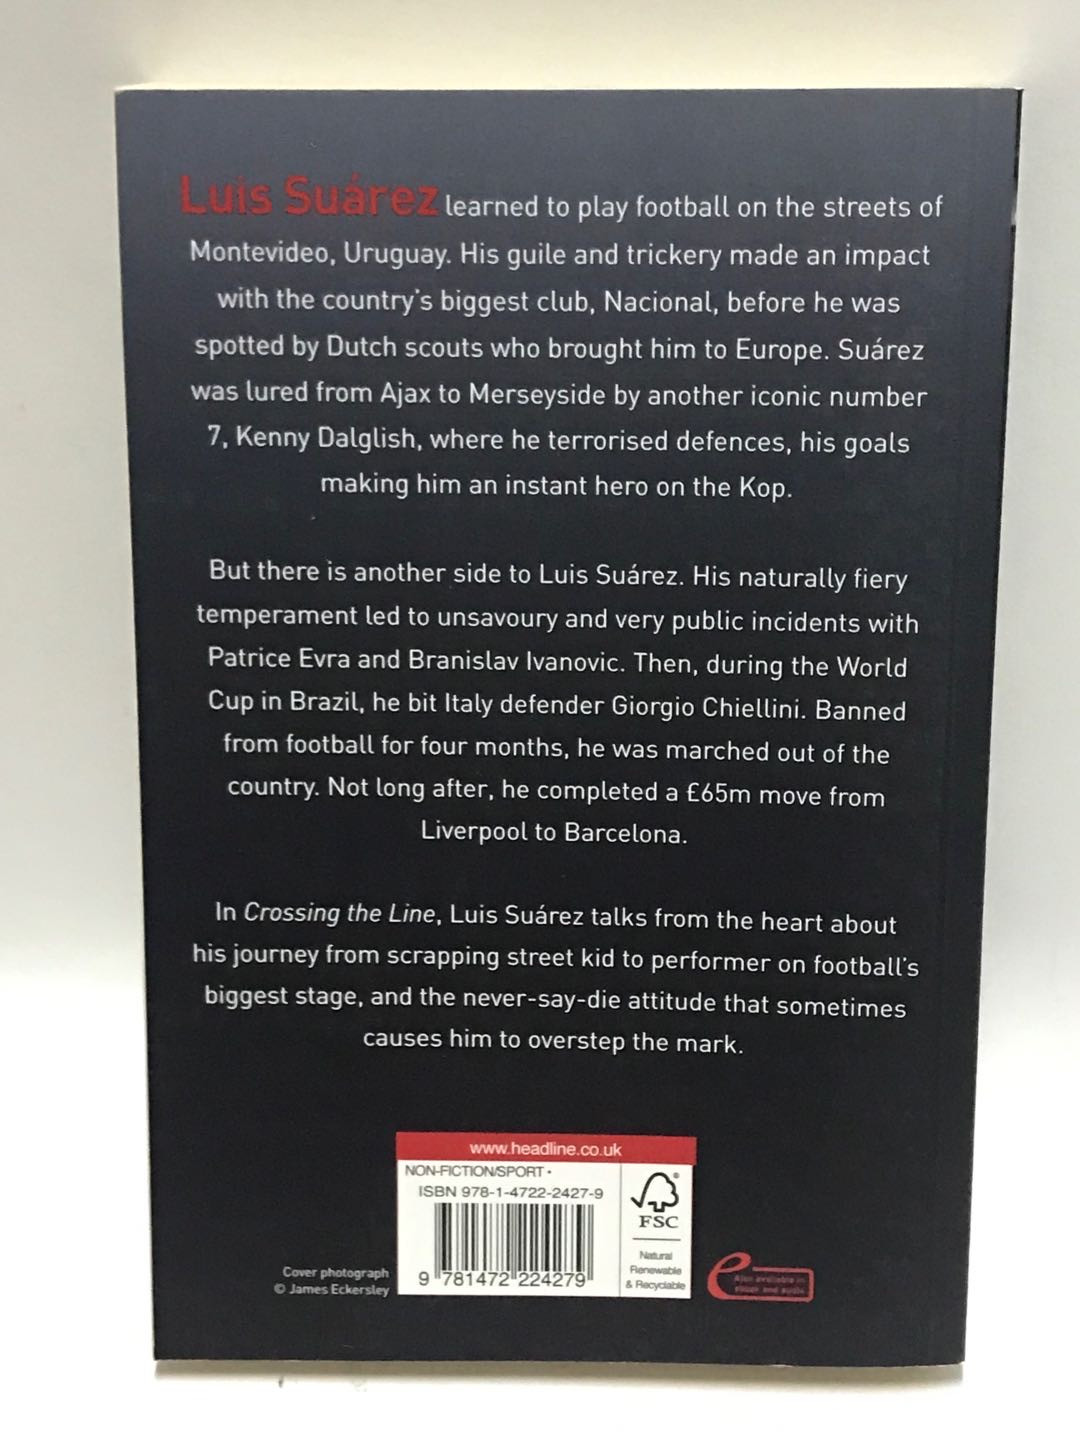 Luis Suárez learned to play football on the streets of
Montevideo, Uruguay. His guile and trickery made an impact
with the country's biggest club, Nacional, before he was
spotted by Dutch scouts who brought him to Europe. Suárez
was lured from Ajax to Merseyside by another iconic number
7, Kenny Dalglish, where he terrorised defences, his goals
making him an instant hero on the Kop.
But there is another side to Luis Suárez. His naturally fiery
temperament led to unsavoury and very public incidents with
Patrice Evra and Branislav Ivanovic. Then, during the World
Cup in Brazil, he bit Italy defender Giorgio Chiellini. Banned
from football for four months, he was marched out of the
country. Not long after, he completed a £65m move from
Liverpool to Barcelona.
In Crossing the Line, Luis Suárez talks from the heart about
his journey from scrapping street kid to performer on football's
biggest stage, and the never-say-die attitude that sometimes
causes him to overstep the mark.
www.headline.co.uk
NON-FICTION/SPORT •
ISBN 978-1-4722-2427-9
9 781472 224279
FSC
®
Natural
Renewable
& Recyclable
Cover photograph
© James Eckersley
e
Also available in
ebook and audio